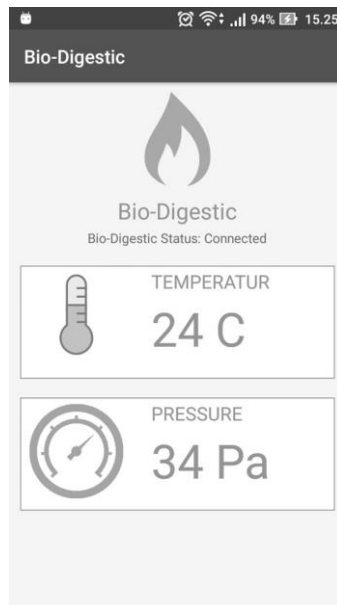 94% 15.25
Bio-Digestic
Bio-Digestic
Bio-Digestic Status: Connected
TEMPERATUR
24 C
PRESSURE
34 Pa